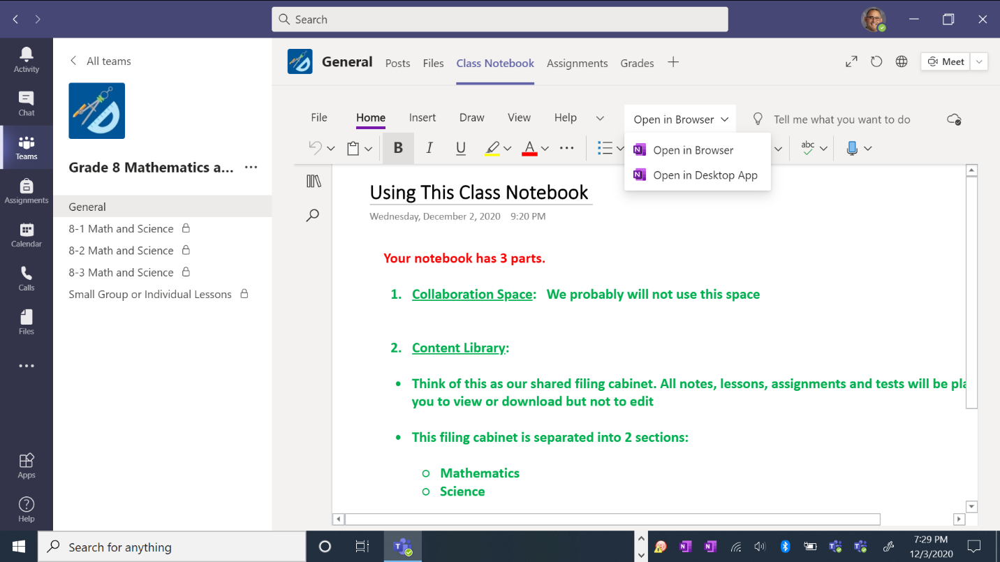 Search
Activity
Chat
Teams
Assignments
Calendar
Calls
Files
Apps
Help
All teams
Grade 8 Mathematics a...
General
8-1 Math and Science
8-2 Math and Science
8-3 Math and Science
Small Group or Individual Lessons
General Posts Files Class Notebook Assignments Grades
Meet
File Home Insert Draw View Help Open in Browser Tell me what you want to do
B I U A abc
Open in Browser
Open in Desktop App
Using This Class Notebook
Wednesday, December 2, 2020 9:20 PM
Your notebook has 3 parts.
1. Collaboration Space: We probably will not use this space
2. Content Library:
• Think of this as our shared filing cabinet. All notes, lessons, assignments and tests will be pla
you to view or download but not to edit
• This filing cabinet is separated into 2 sections:
o Mathematics
o Science
Search for anything
7:29 PM
12/3/2020